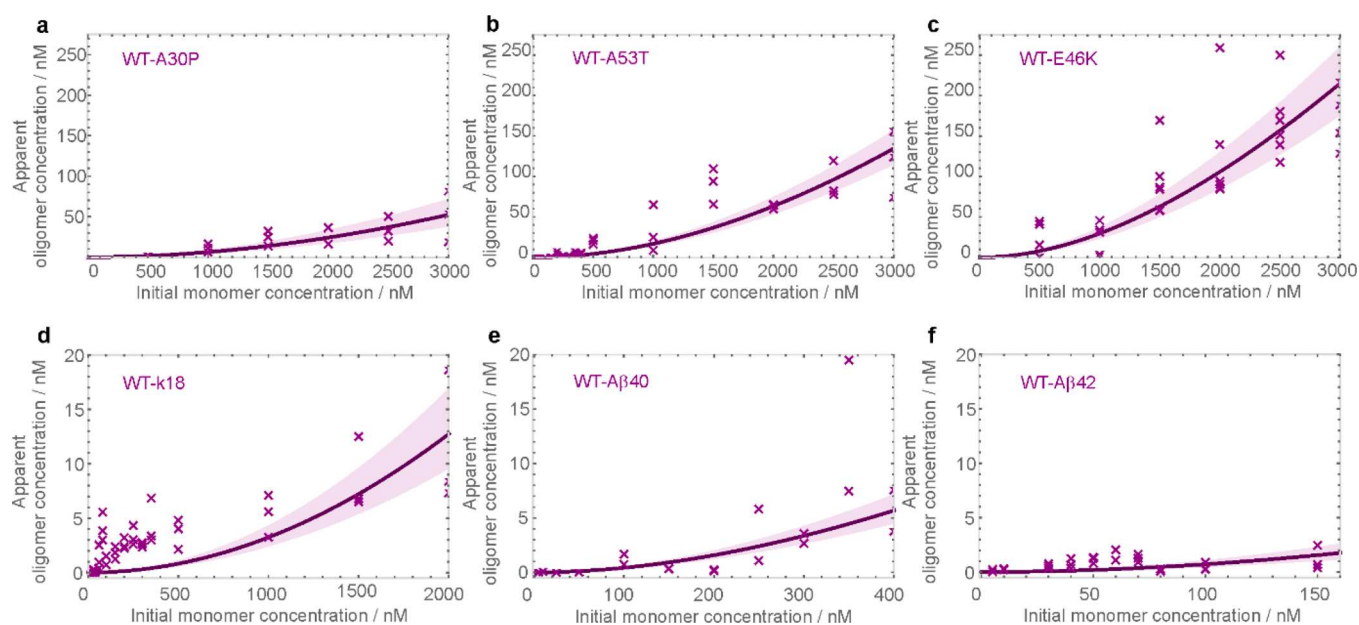 a
WT-A30P
Apparent
oligomer concentration / nM
250
200
150
100
50
0 500 1000 1500 2000 2500 3000
Initial monomer concentration / nM
b
WT-A53T
Apparent
oligomer concentration / nM
250
200
150
100
50
0
0 500 1000 1500 2000 2500 3000
Initial monomer concentration / nM
c
WT-E46K
Apparent
oligomer concentration / nM
250
200
150
100
50
0
0 500 1000 1500 2000 2500 3000
Initial monomer concentration / nM
d
WT-k18
Apparent
oligomer concentration / nM
20
15
10
5
0
0 500 1000 1500 2000
Initial monomer concentration / nM
e
WT-Aβ40
Apparent
oligomer concentration / nM
20
15
10
5
0
0 100 200 300 400
Initial monomer concentration / nM
f
WT-Aβ42
Apparent
oligomer concentration / nM
20
15
10
5
0
0 50 100 150
Initial monomer concentration / nM